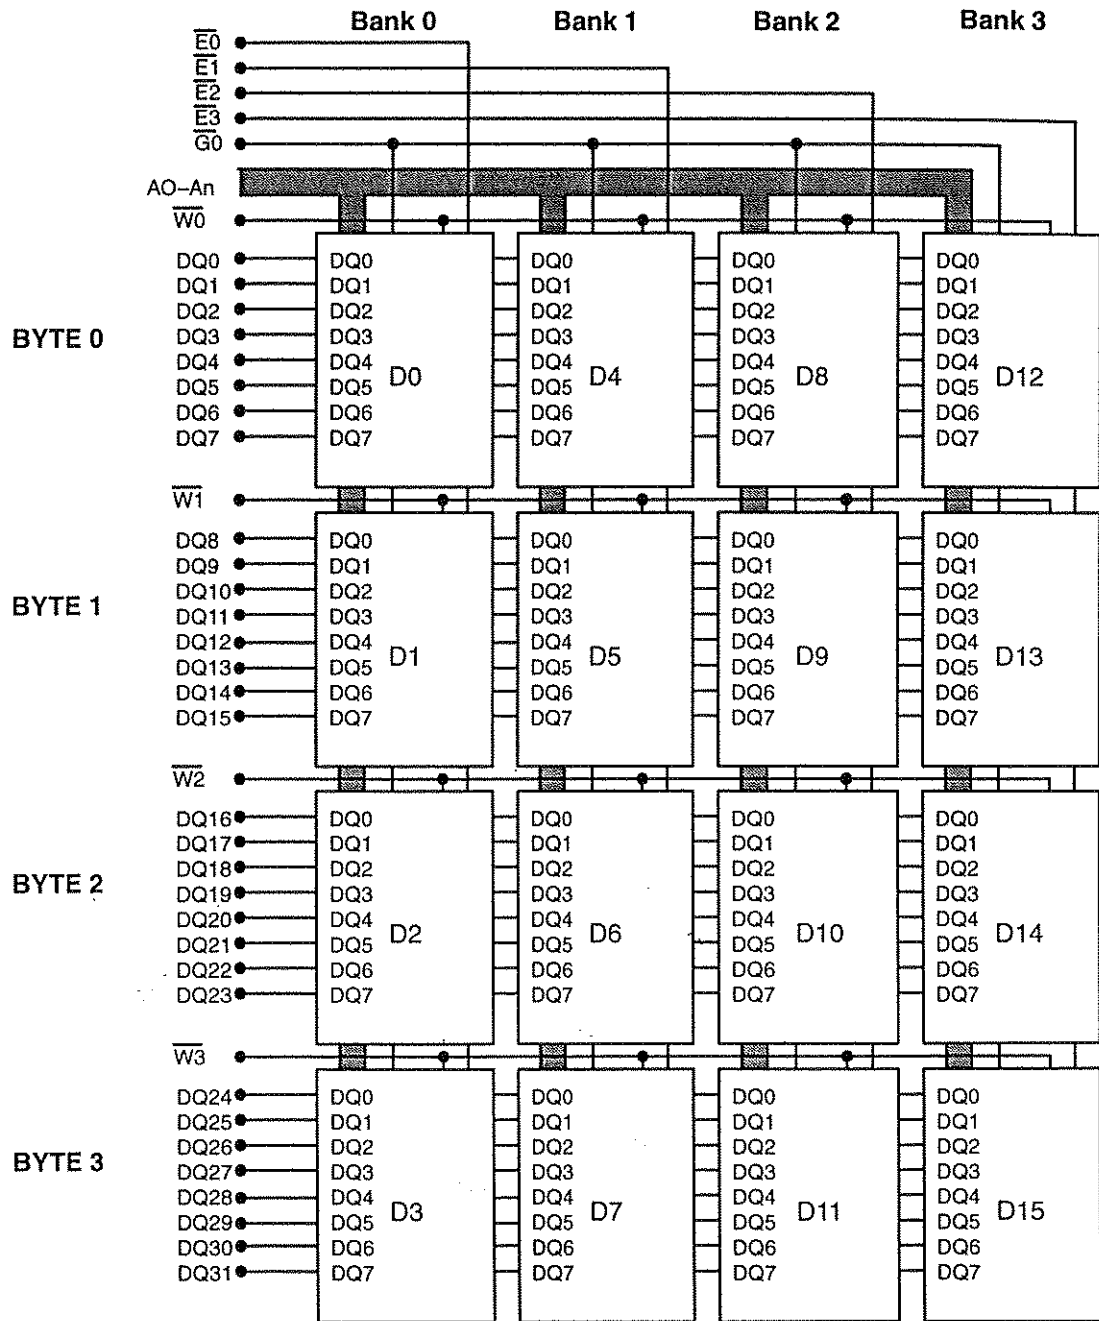 Bank 0 Bank 1 Bank 2 Bank 3
E0
E1
E2
E3
G0
AO–An
W0
DQ0 DQ0 DQ0 DQ0 DQ0
DQ1 DQ1 DQ1 DQ1 DQ1
DQ2 DQ2 DQ2 DQ2 DQ2
BYTE 0 DQ3 DQ3 DQ3 DQ3 DQ3
DQ4 DQ4 DQ4 DQ4 DQ4
D0 D4 D8 D12
DQ5 DQ5 DQ5 DQ5 DQ5
DQ6 DQ6 DQ6 DQ6 DQ6
DQ7 DQ7 DQ7 DQ7 DQ7
W1
DQ8 DQ0 DQ0 DQ0 DQ0
DQ9 DQ1 DQ1 DQ1 DQ1
DQ10 DQ2 DQ2 DQ2 DQ2
BYTE 1 DQ11 DQ3 DQ3 DQ3 DQ3
DQ12 DQ4 DQ4 DQ4 DQ4
D1 D5 D9 D13
DQ13 DQ5 DQ5 DQ5 DQ5
DQ14 DQ6 DQ6 DQ6 DQ6
DQ15 DQ7 DQ7 DQ7 DQ7
W2
DQ16 DQ0 DQ0 DQ0 DQ0
DQ17 DQ1 DQ1 DQ1 DQ1
DQ18 DQ2 DQ2 DQ2 DQ2
BYTE 2 DQ19 DQ3 DQ3 DQ3 DQ3
DQ20 DQ4 DQ4 DQ4 DQ4
D2 D6 D10 D14
DQ21 DQ5 DQ5 DQ5 DQ5
DQ22 DQ6 DQ6 DQ6 DQ6
DQ23 DQ7 DQ7 DQ7 DQ7
W3
DQ24 DQ0 DQ0 DQ0 DQ0
DQ25 DQ1 DQ1 DQ1 DQ1
DQ26 DQ2 DQ2 DQ2 DQ2
BYTE 3 DQ27 DQ3 DQ3 DQ3 DQ3
DQ28 DQ4 DQ4 DQ4 DQ4
D3 D7 D11 D15
DQ29 DQ5 DQ5 DQ5 DQ5
DQ30 DQ6 DQ6 DQ6 DQ6
DQ31 DQ7 DQ7 DQ7 DQ7